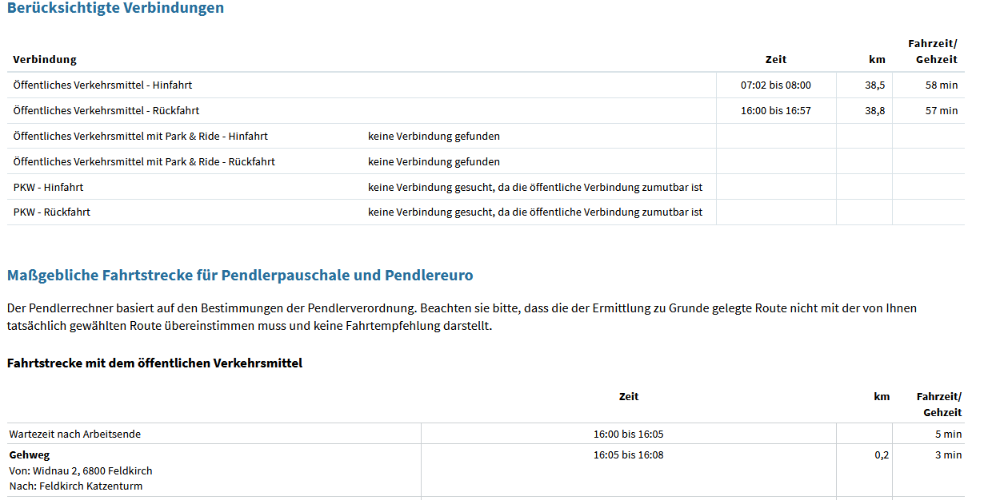 Berücksichtigte Verbindungen
Fahrzeit/
Verbindung Zeit km Gehzeit
Öffentliches Verkehrsmittel - Hinfahrt 07:02 bis 08:00 38,5 58 min
Öffentliches Verkehrsmittel - Rückfahrt 16:00 bis 16:57 38,8 57 min
Öffentliches Verkehrsmittel mit Park & Ride - Hinfahrt keine Verbindung gefunden
Öffentliches Verkehrsmittel mit Park & Ride - Rückfahrt keine Verbindung gefunden
PKW - Hinfahrt keine Verbindung gesucht, da die öffentliche Verbindung zumutbar ist
PKW - Rückfahrt keine Verbindung gesucht, da die öffentliche Verbindung zumutbar ist
Maßgebliche Fahrtstrecke für Pendlerpauschale und Pendlereuro
Der Pendlerrechner basiert auf den Bestimmungen der Pendlerverordnung. Beachten sie bitte, dass die der Ermittlung zu Grunde gelegte Route nicht mit der von Ihnen
tatsächlich gewählten Route übereinstimmen muss und keine Fahrtempfehlung darstellt.
Fahrtstrecke mit dem öffentlichen Verkehrsmittel
Zeit km Fahrzeit/
Gehzeit
Wartezeit nach Arbeitsende 16:00 bis 16:05 5 min
Gehweg 16:05 bis 16:08 0,2 3 min
Von: Widnau 2, 6800 Feldkirch
Nach: Feldkirch Katzenturm